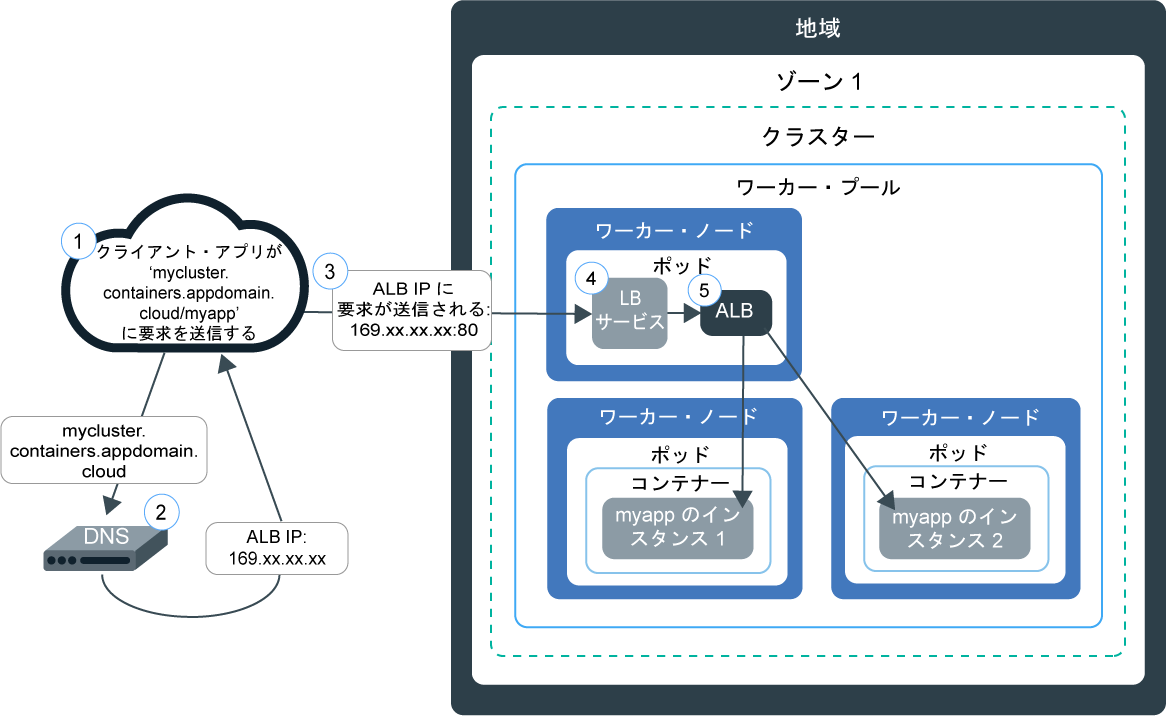 地域
ゾーン 1
クラスター
ワーカー・プール
1
クライアント・アプリが
‘mycluster.
containers.appdomain.
cloud/myapp’
に要求を送信する
mycluster.
containers.appdomain.
cloud
2
DNS
ALB IP:
169.xx.xx.xx
3
ALB IP に
要求が送信される:
169.xx.xx.xx:80
ワーカー・ノード
ポッド
4
LB
サービス
5
ALB
ワーカー・ノード
ポッド
コンテナー
myapp のイン
スタンス 1
ワーカー・ノード
ポッド
コンテナー
myapp のイン
スタンス 2